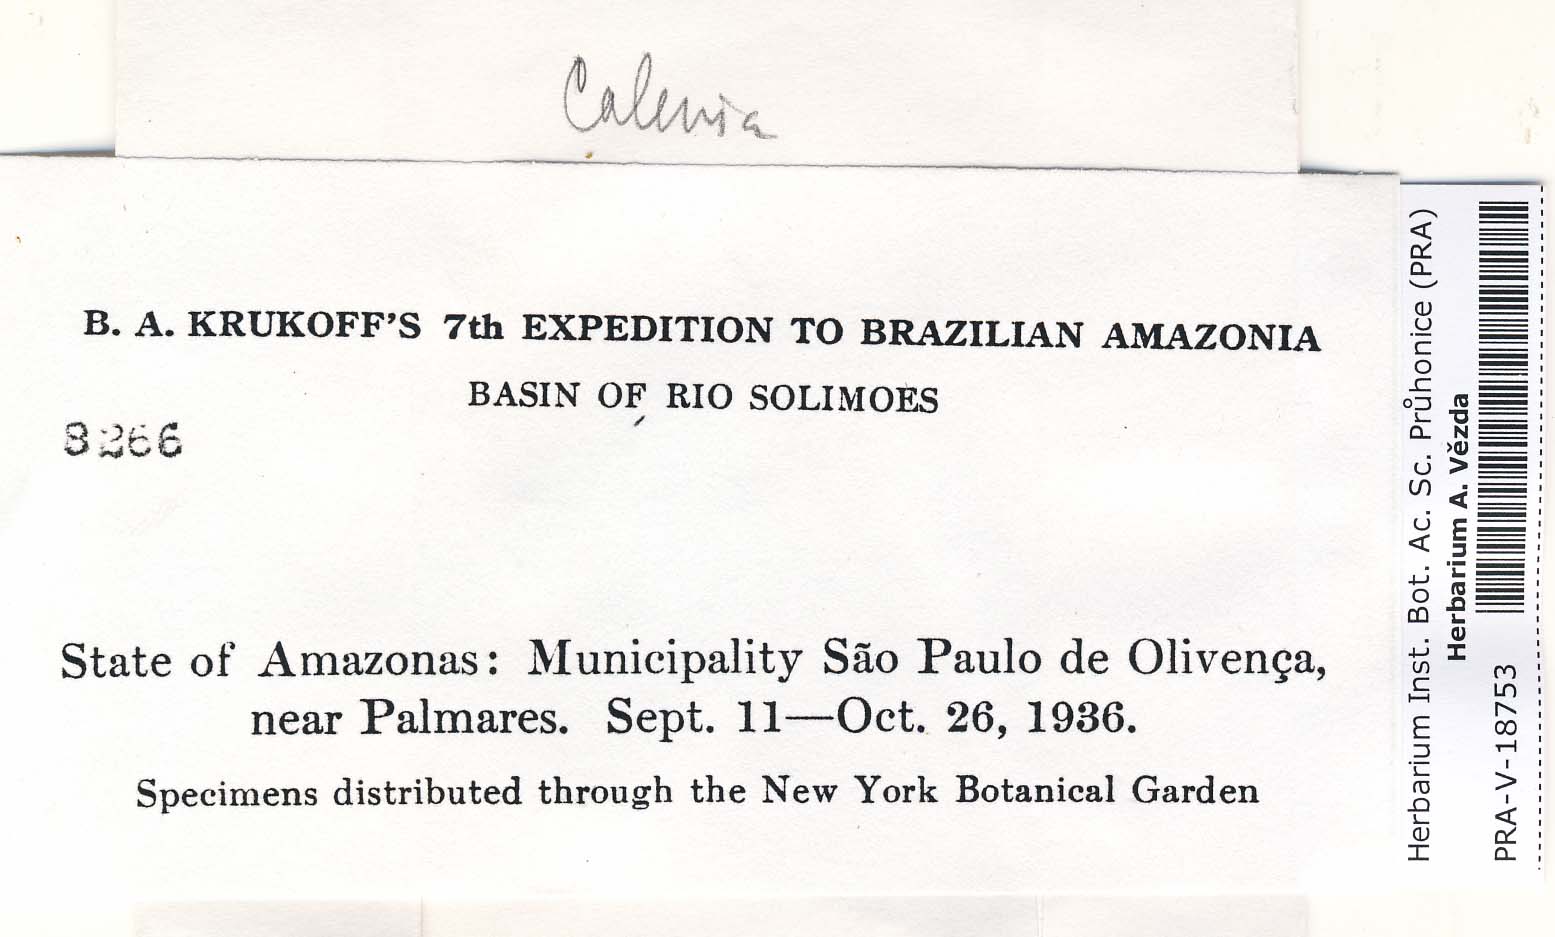 Calenia
B. A. KRUKOFF'S 7th EXPEDITION TO BRAZILIAN AMAZONIA
BASIN OF RIO SOLIMOES
8266
State of Amazonas: Municipality São Paulo de Olivença,
near Palmares. Sept. 11—Oct. 26, 1936.
Specimens distributed through the New York Botanical Garden
Herbarium Inst. Bot. Ac. Sc. Průhonice (PRA)
Herbarium A. Vězda
PRA-V-18753